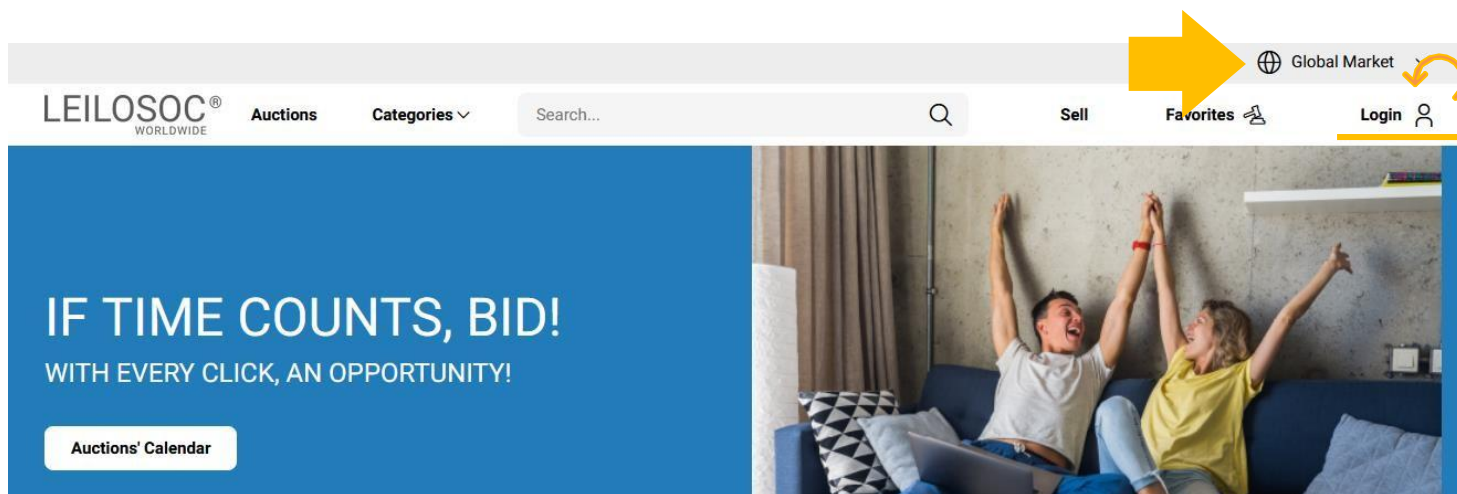 Global Market
LEILOSOC®
WORLDWIDE
Auctions
Categories
Search...
Sell
Favorites
Login
IF TIME COUNTS, BID!
WITH EVERY CLICK, AN OPPORTUNITY!
Auctions' Calendar